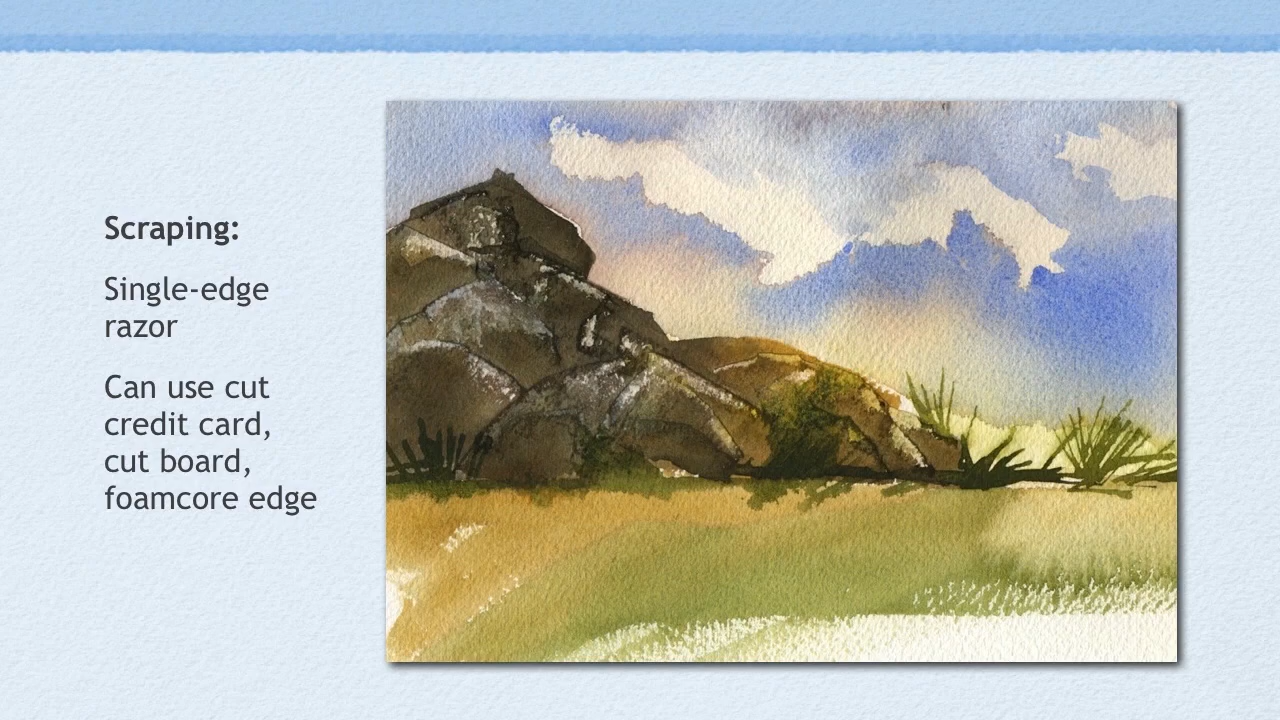 Scraping:
Single-edge
razor
Can use cut
credit card,
cut board,
foamcore edge